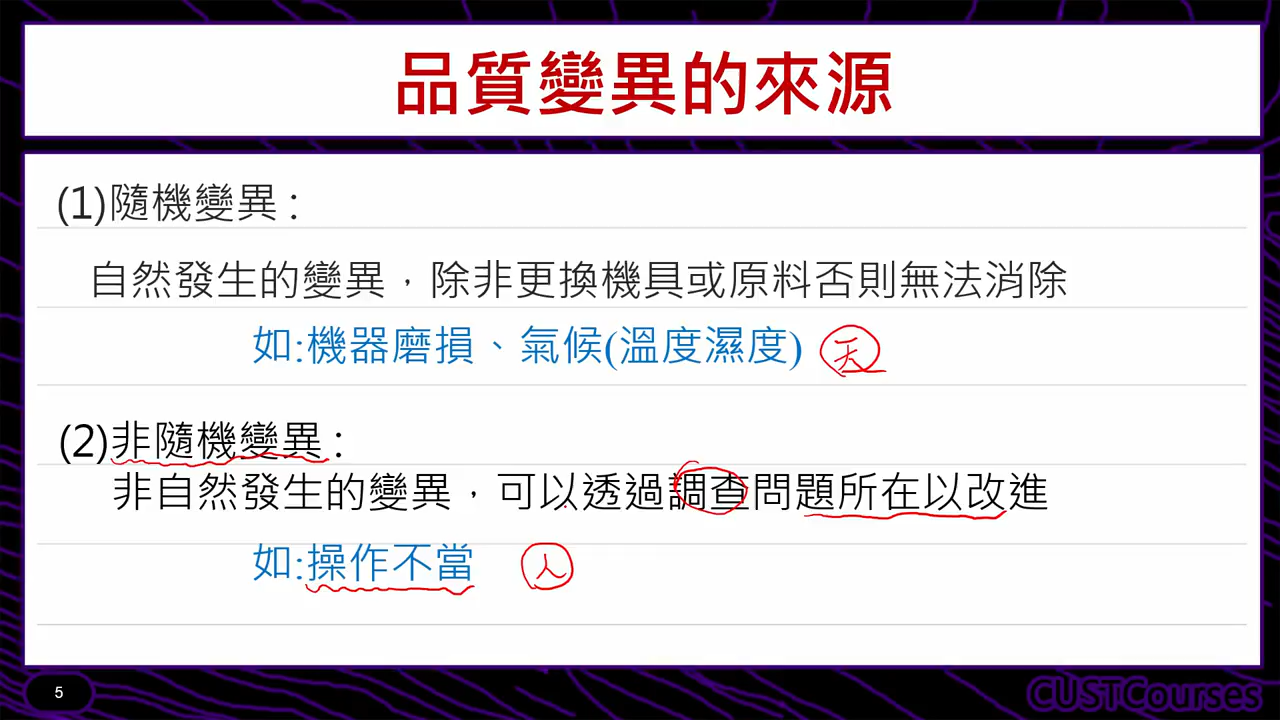 品質變異的來源
(1)隨機變異：
自然發生的變異，除非更換機具或原料否則無法消除
如:機器磨損、氣候(溫度濕度) 天
(2)非隨機變異：
非自然發生的變異，可以透過調查問題所在以改進
如:操作不當 人
5
CUSTCourses